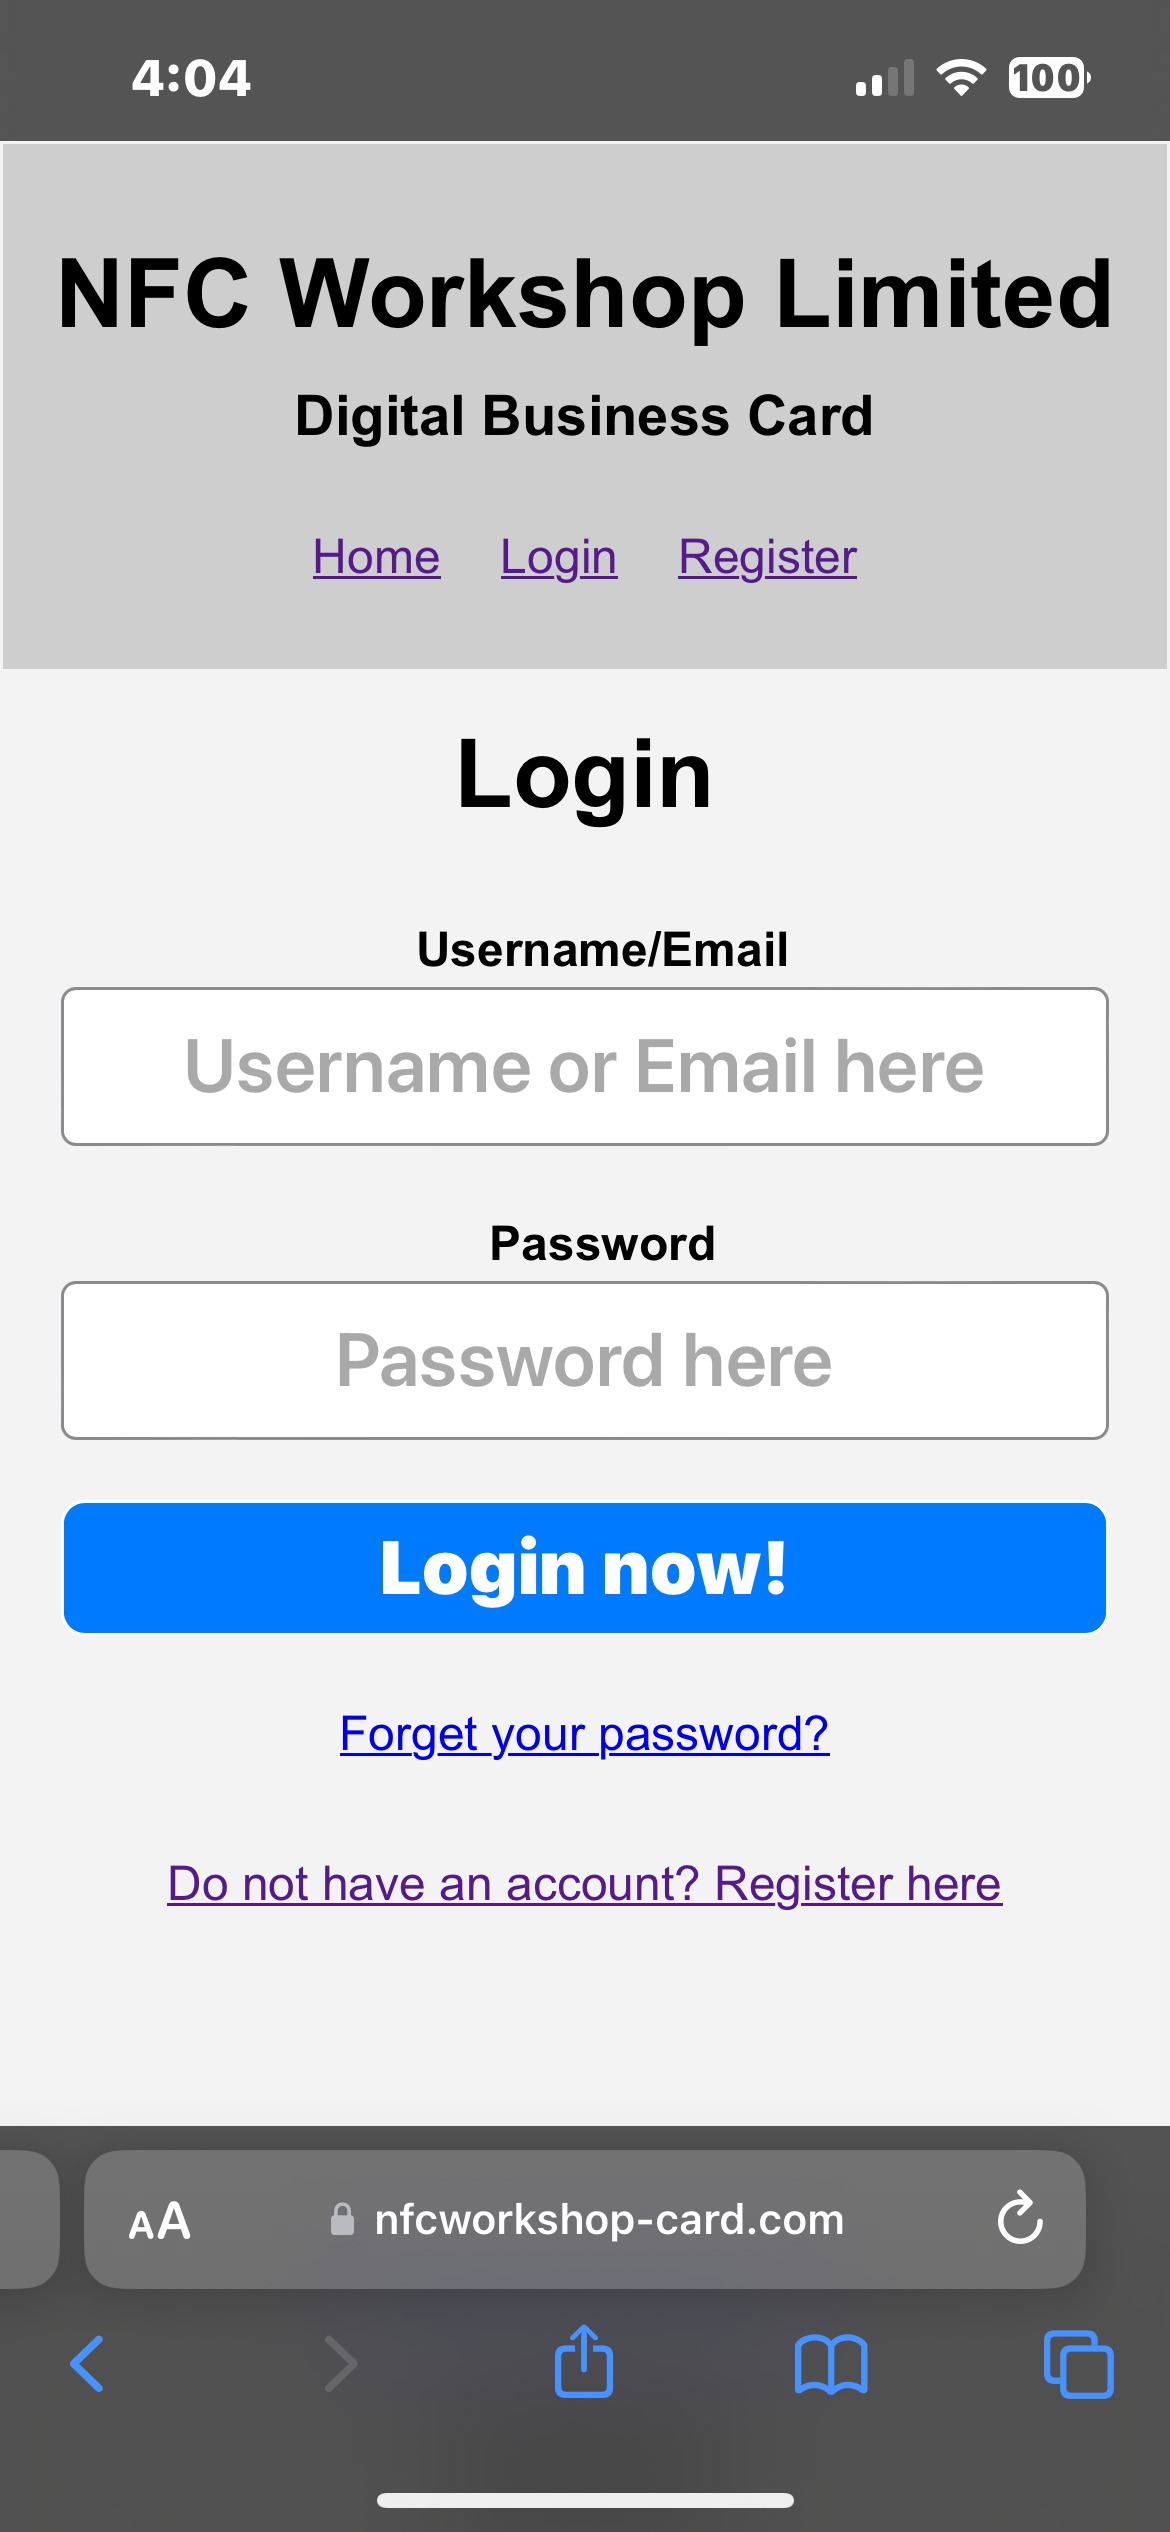 4:04
100
NFC Workshop Limited
Digital Business Card
Home Login Register
Login
Username/Email
Username or Email here
Password
Password here
Login now!
Forget your password?
Do not have an account? Register here
AA nfcworkshop-card.com